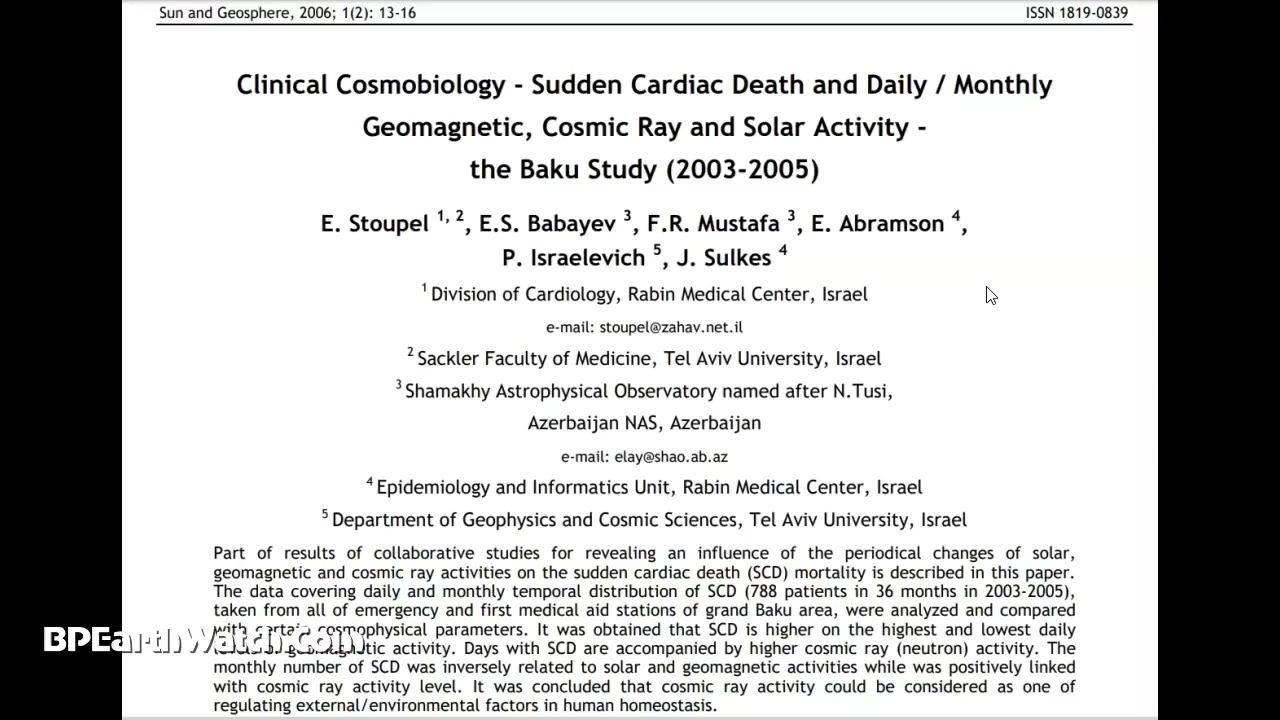 Sun and Geosphere, 2006; 1(2): 13-16
ISSN 1819-0839
Clinical Cosmobiology - Sudden Cardiac Death and Daily / Monthly
Geomagnetic, Cosmic Ray and Solar Activity -
the Baku Study (2003-2005)
E. Stoupel 1, 2, E.S. Babayev 3, F.R. Mustafa 3, E. Abramson 4,
P. Israelevich 5, J. Sulkes 4
1 Division of Cardiology, Rabin Medical Center, Israel
e-mail: stoupel@zahav.net.il
2 Sackler Faculty of Medicine, Tel Aviv University, Israel
3 Shamakhy Astrophysical Observatory named after N.Tusi,
Azerbaijan NAS, Azerbaijan
e-mail: elay@shao.ab.az
4 Epidemiology and Informatics Unit, Rabin Medical Center, Israel
5 Department of Geophysics and Cosmic Sciences, Tel Aviv University, Israel
Part of results of collaborative studies for revealing an influence of the periodical changes of solar,
geomagnetic and cosmic ray activities on the sudden cardiac death (SCD) mortality is described in this paper.
The data covering daily and monthly temporal distribution of SCD (788 patients in 36 months in 2003-2005),
taken from all of emergency and first medical aid stations of grand Baku area, were analyzed and compared
with certain cosmophysical parameters. It was obtained that SCD is higher on the highest and lowest daily
geomagnetic activity. Days with SCD are accompanied by higher cosmic ray (neutron) activity. The
monthly number of SCD was inversely related to solar and geomagnetic activities while was positively linked
with cosmic ray activity level. It was concluded that cosmic ray activity could be considered as one of
regulating external/environmental factors in human homeostasis.
BPEarthWatch.Com